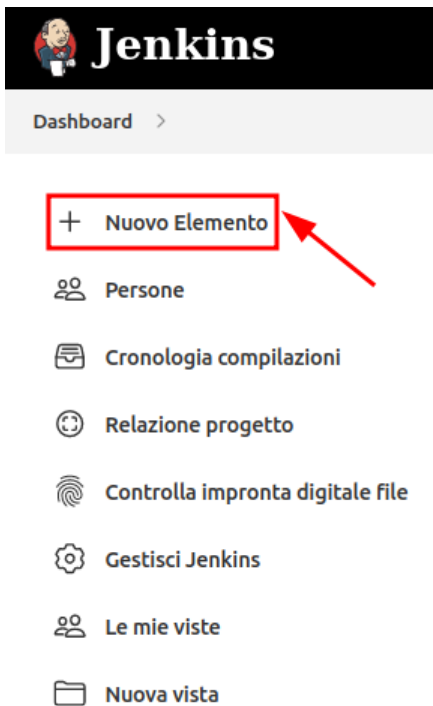 Jenkins
Dashboard >
+ Nuovo Elemento
Persone
Cronologia compilazioni
Relazione progetto
Controlla impronta digitale file
Gestisci Jenkins
Le mie viste
Nuova vista